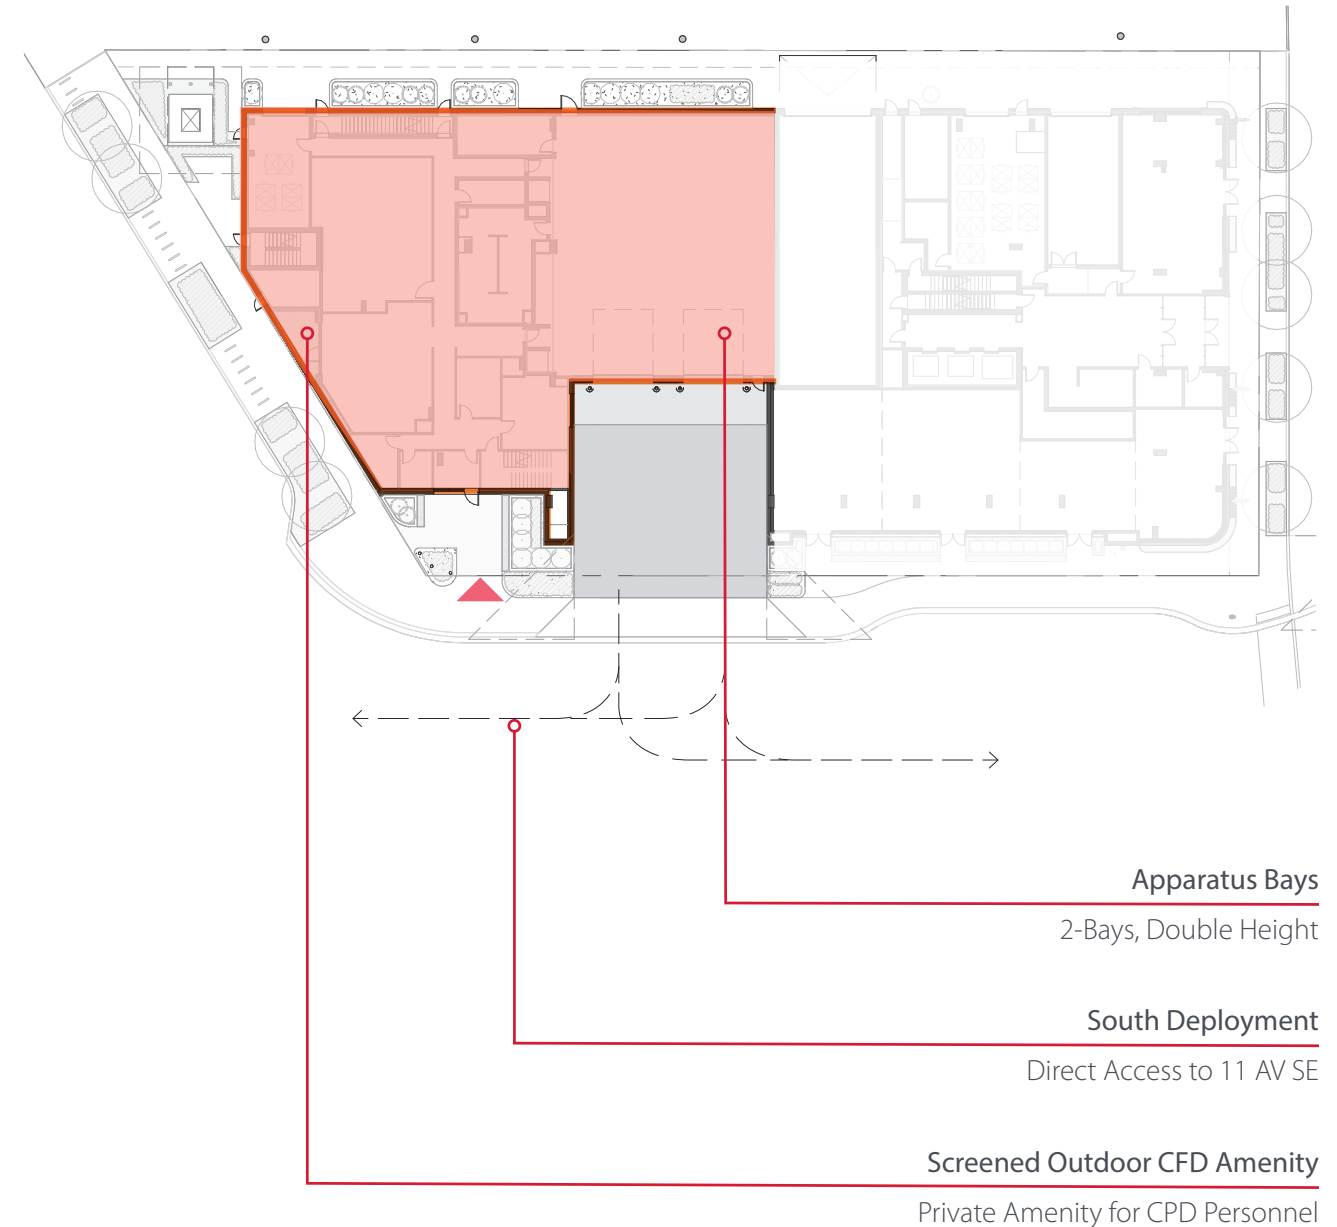 Apparatus Bays
2-Bays, Double Height
South Deployment
Direct Access to 11 AV SE
Screened Outdoor CFD Amenity
Private Amenity for CPD Personnel